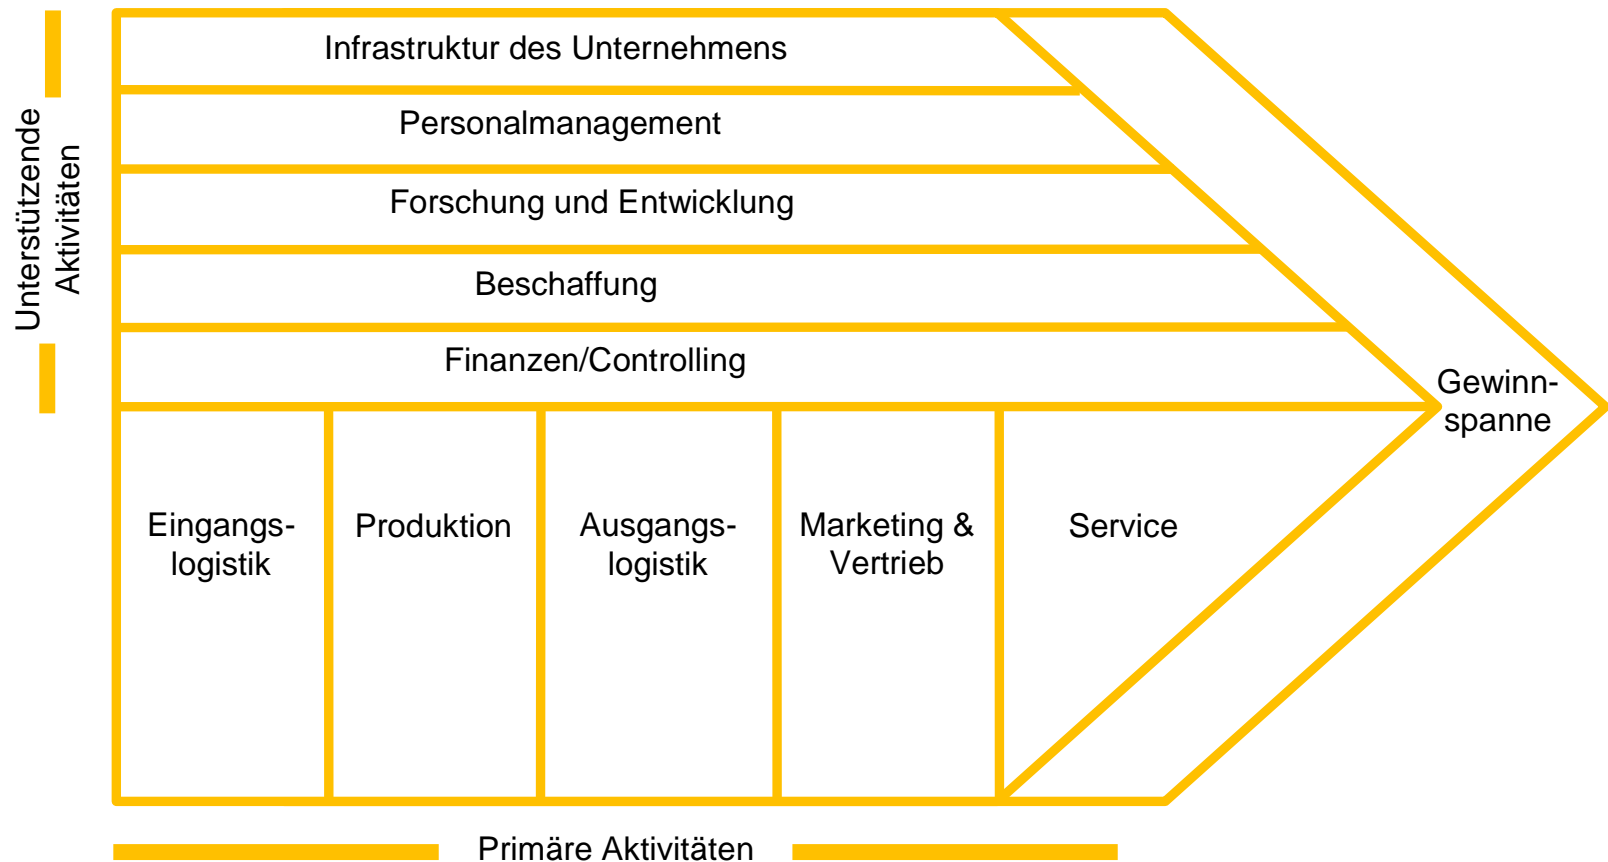 Unterstützende
Aktivitäten
Infrastruktur des Unternehmens
Personalmanagement
Forschung und Entwicklung
Beschaffung
Finanzen/Controlling
Gewinn-
spanne
Eingangs-
logistik
Produktion
Ausgangs-
logistik
Marketing &
Vertrieb
Service
Primäre Aktivitäten